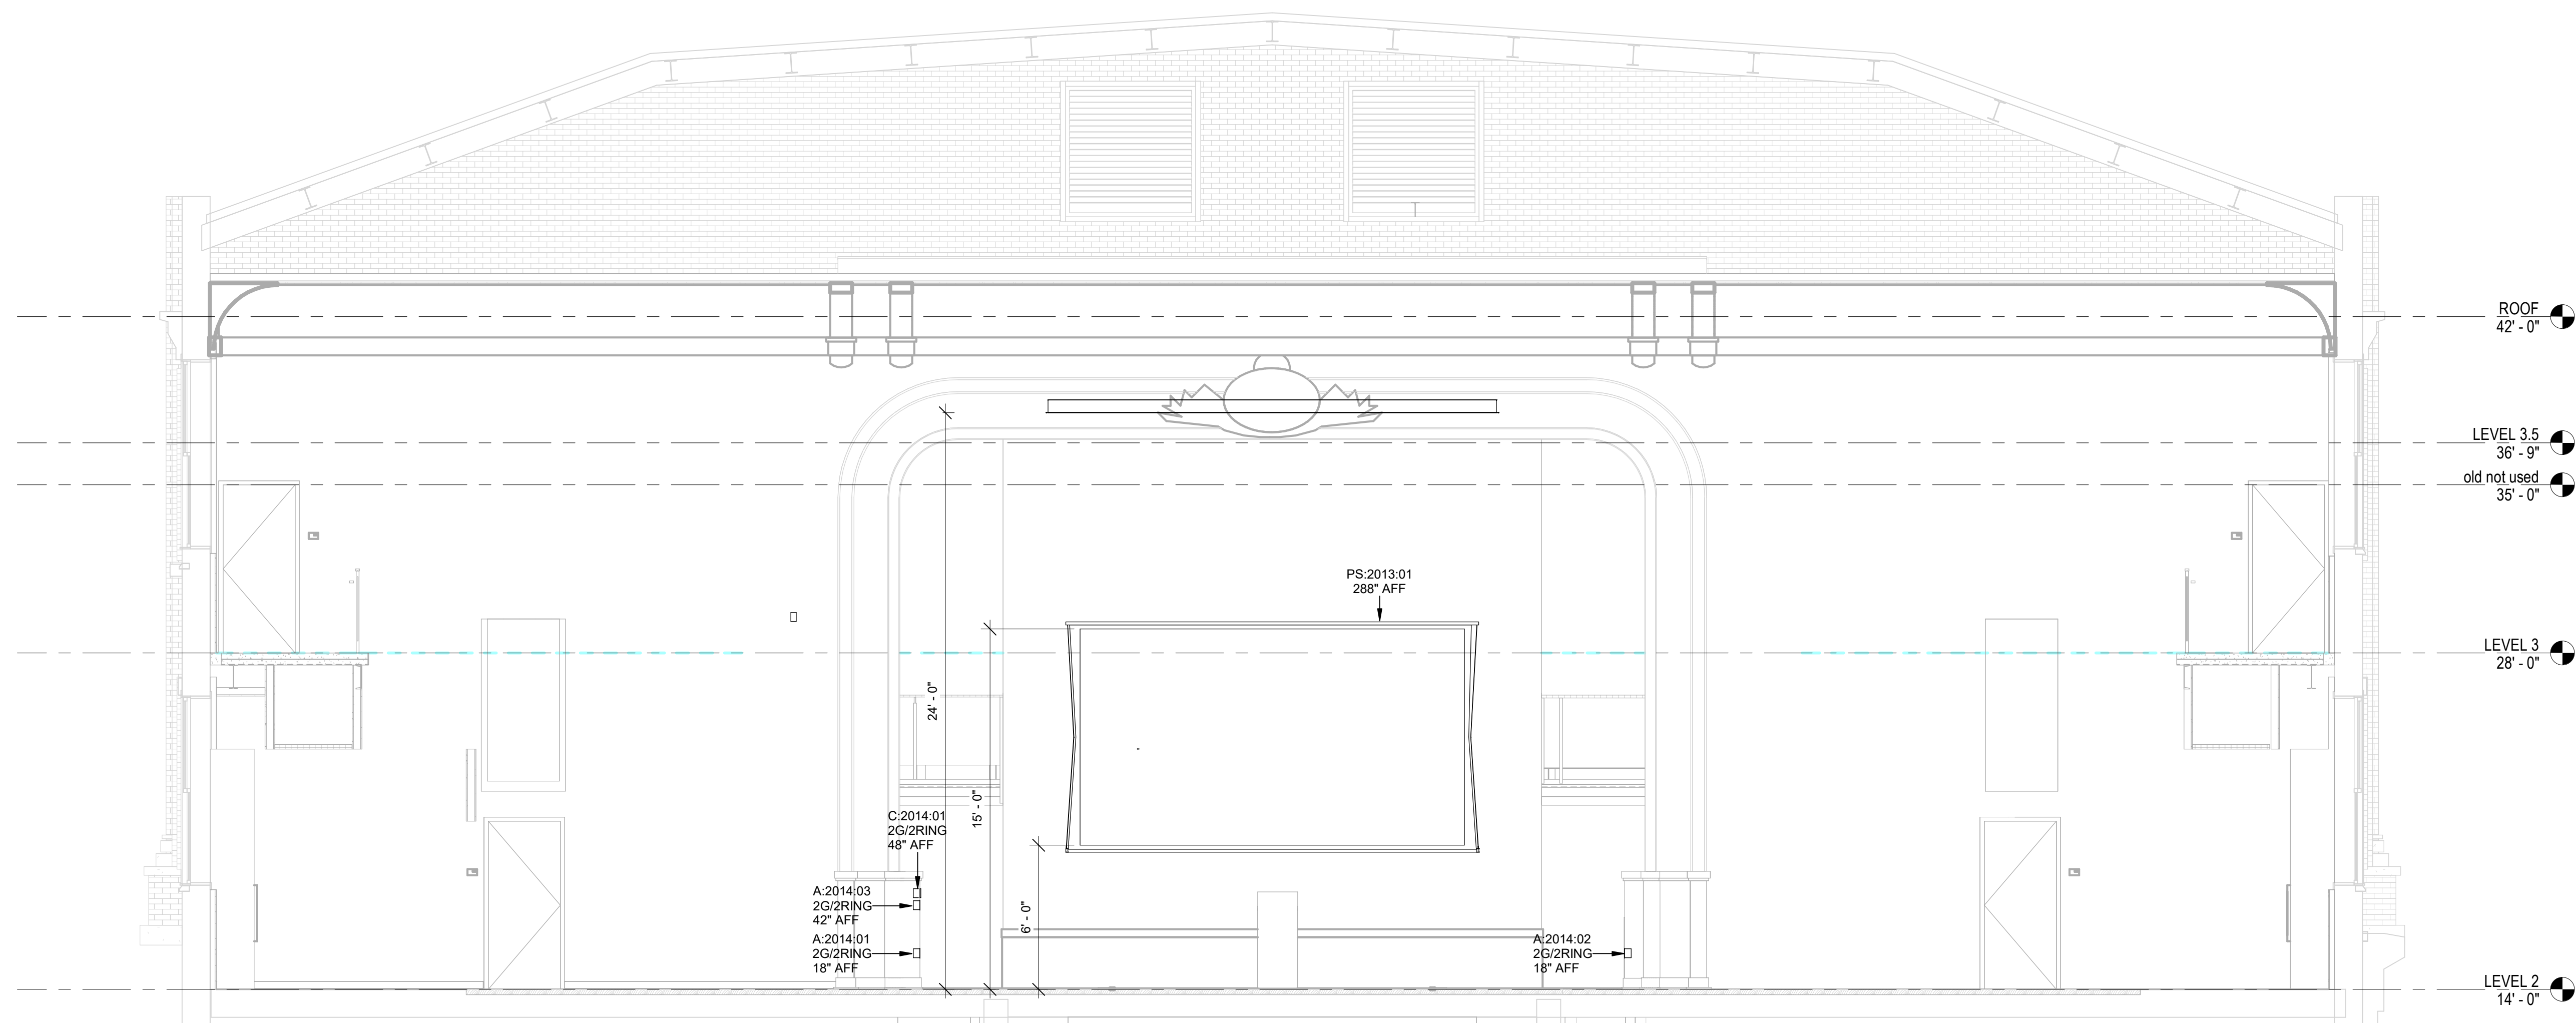 ROOF
42' - 0"
LEVEL 3.5
36' - 9"
old not used
35' - 0"
PS:2013:01
288" AFF
LEVEL 3
28' - 0"
24' - 0"
15' - 0"
C:2014:01
2G/2RING
48" AFF
A:2014:03
2G/2RING
42" AFF
6' - 0"
A:2014:01
2G/2RING
18" AFF
A:2014:02
2G/2RING
18" AFF
LEVEL 2
14' - 0"